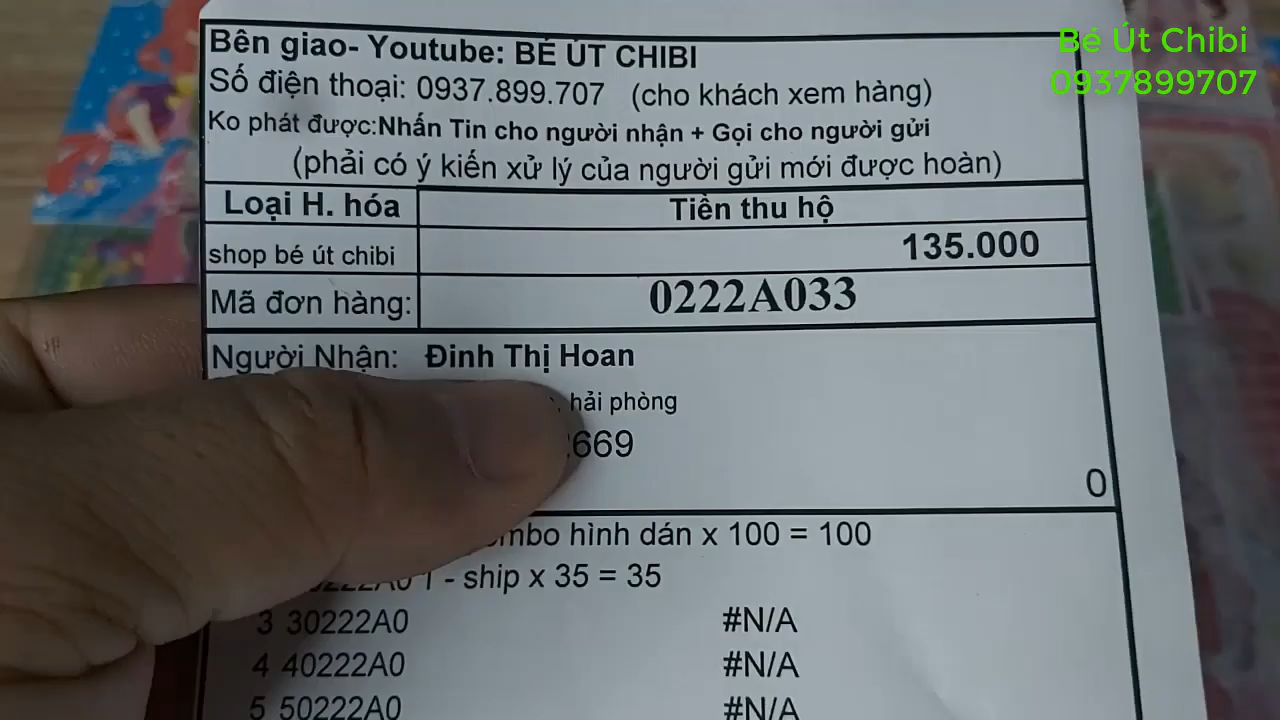 Bé Út Chibi
0937899707
Bên giao- Youtube: BÉ ÚT CHIBI
Số điện thoại: 0937.899.707 (cho khách xem hàng)
Ko phát được:Nhấn Tin cho người nhận + Gọi cho người gửi
(phải có ý kiến xử lý của người gửi mới được hoàn)
Loại H. hóa Tiền thu hộ
shop bé út chibi 135.000
Mã đơn hàng: 0222A033
Người Nhận: Đinh Thị Hoan
hải phòng
669
0
hình dán x 100 = 100
- ship x 35 = 35
3 30222A0 #N/A
4 40222A0 #N/A
5 50222A0 #N/A